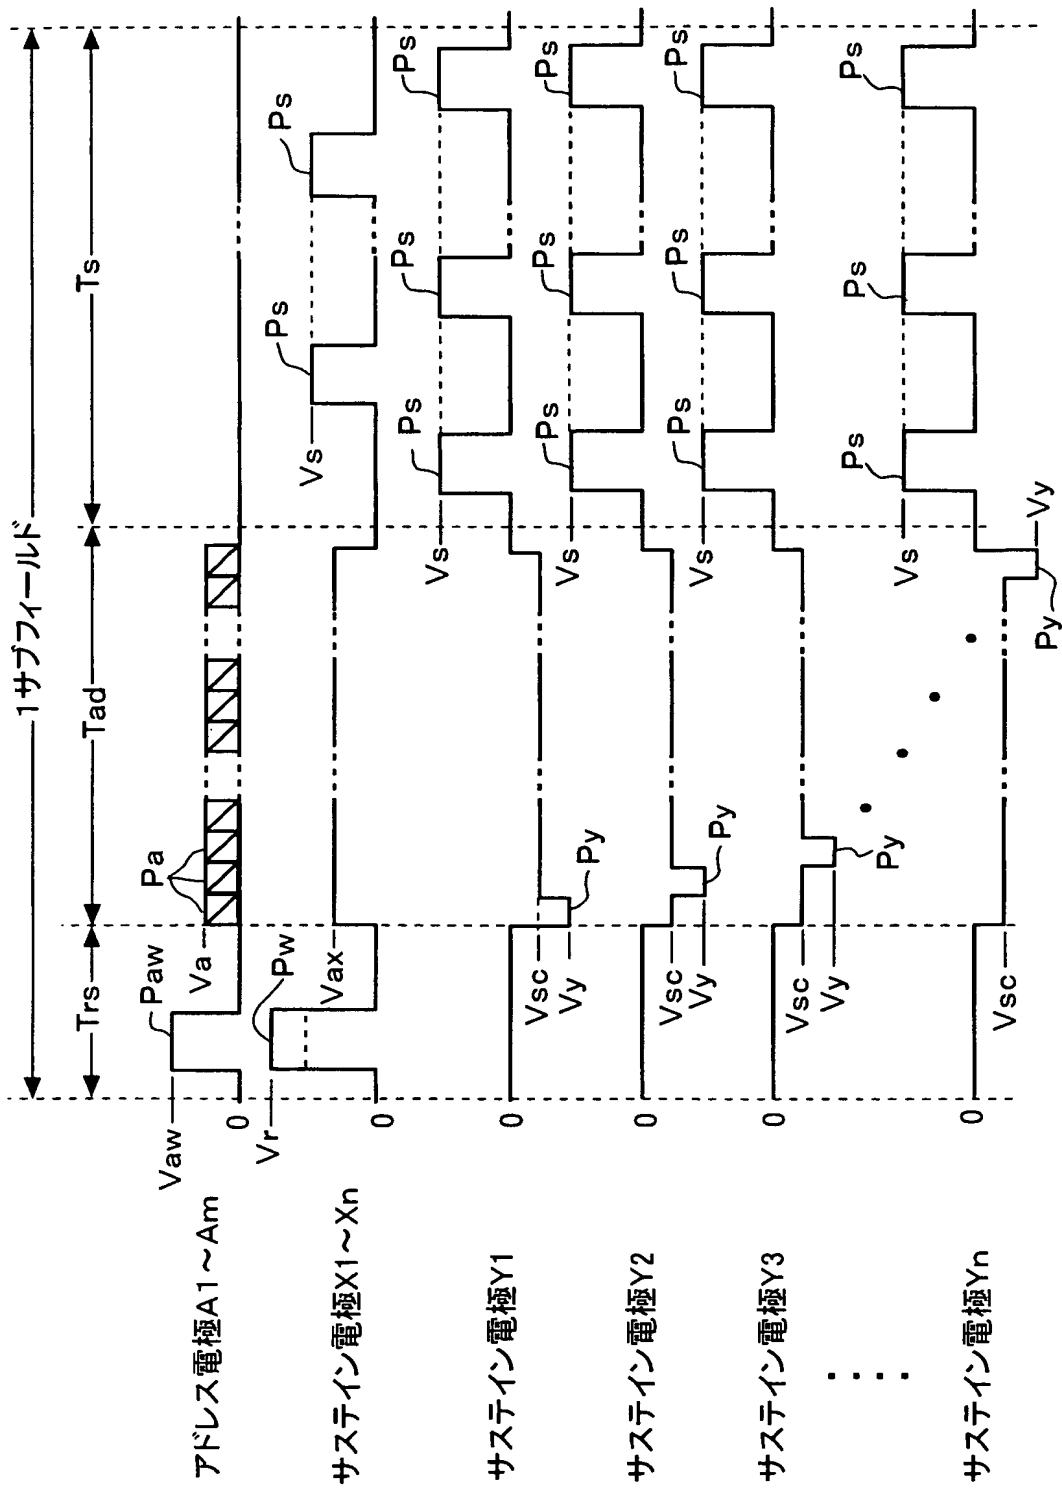 1サブフィールド
Trs
Tad
Ts
アドレス電極A1～Am
Vaw
Paw
Va
Pa
0
サステイン電極X1～Xn
Vr
Pw
Vax
Vs
Ps
Ps
0
サステイン電極Y1
Vsc
Vy
Py
Vs
Ps
Ps
Ps
0
サステイン電極Y2
Vsc
Vy
Py
Vs
Ps
Ps
Ps
0
サステイン電極Y3
Vsc
Vy
Py
Vs
Ps
Ps
Ps
0
・・・・
サステイン電極Yn
Vsc
Vs
Ps
Ps
Ps
0
Py
Vy